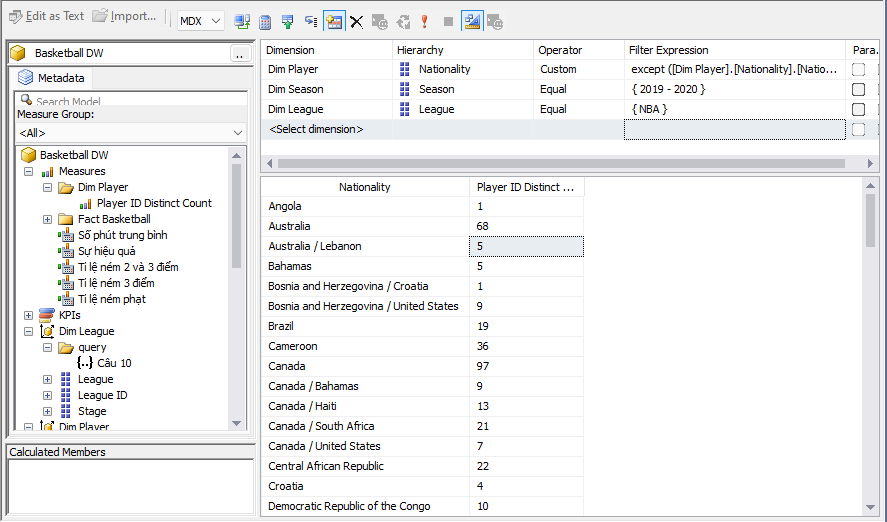 Edit as Text Import... MDX
Basketball DW ..
Metadata
Search Model
Measure Group:
<All>
Basketball DW
Measures
Dim Player
Player ID Distinct Count
Fact Basketball
Số phút trung bình
Sự hiệu quả
Tỉ lệ ném 2 và 3 điểm
Tỉ lệ ném 3 điểm
Tỉ lệ ném phạt
KPIs
Dim League
query
Câu 10
League
League ID
Stage
Dim Player
Calculated Members
Dimension Hierarchy Operator Filter Expression Para...
Dim Player Nationality Custom except ([Dim Player].[Nationality].[Natio...
Dim Season Season Equal { 2019 - 2020 }
Dim League League Equal { NBA }
<Select dimension>
Nationality Player ID Distinct ...
Angola 1
Australia 68
Australia / Lebanon 5
Bahamas 5
Bosnia and Herzegovina / Croatia 1
Bosnia and Herzegovina / United States 9
Brazil 19
Cameroon 36
Canada 97
Canada / Bahamas 9
Canada / Haiti 13
Canada / South Africa 21
Canada / United States 7
Central African Republic 22
Croatia 4
Democratic Republic of the Congo 10